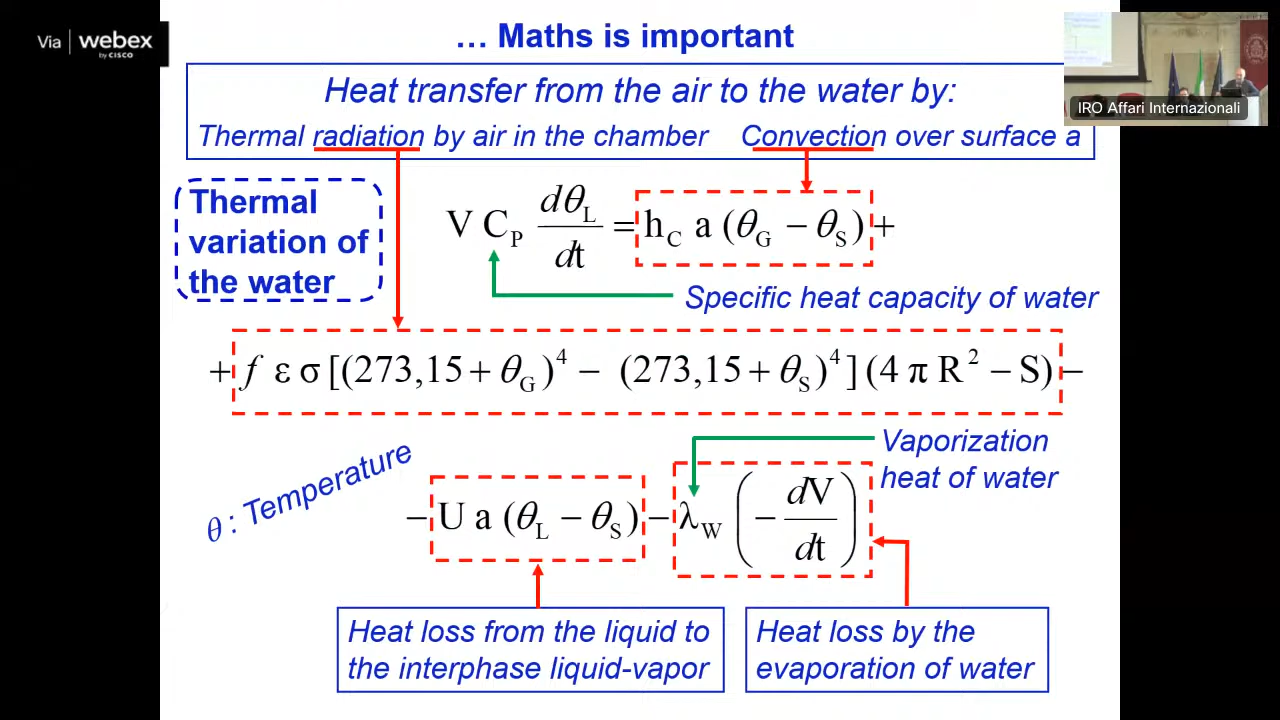 Via | webex
by CISCO
… Maths is important
IRO Affari Internazionali
Heat transfer from the air to the water by:
Thermal radiation by air in the chamber Convection over surface a
Thermal
variation of
the water
V C_P dθ_L/dt = h_C a (θ_G − θ_S) +
Specific heat capacity of water
+ f ε σ [(273,15 + θ_G)^4 − (273,15 + θ_S)^4] (4 π R^2 − S) −
Vaporization
heat of water
θ : Temperature
− U a (θ_L − θ_S) − λ_W (− dV/dt)
Heat loss from the liquid to
the interphase liquid-vapor
Heat loss by the
evaporation of water